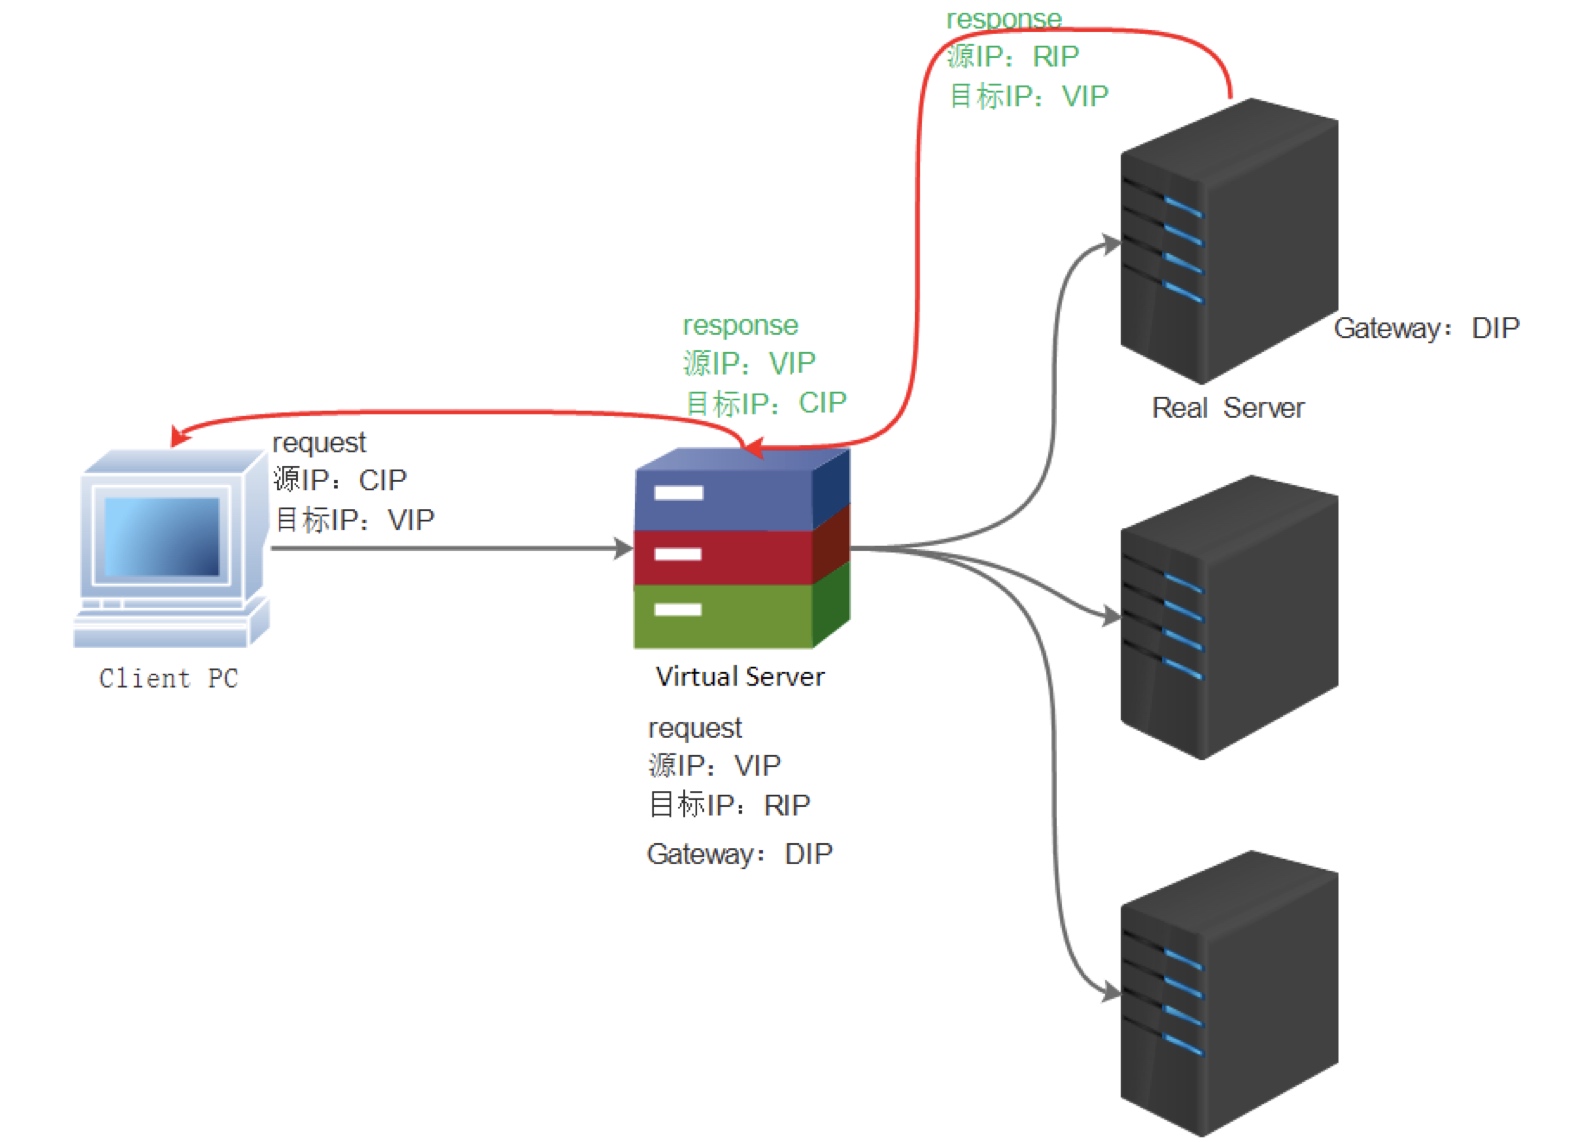 response
源IP：RIP
目标IP：VIP
Gateway：DIP
Real Server
response
源IP：VIP
目标IP：CIP
request
源IP：CIP
目标IP：VIP
Client PC
Virtual Server
request
源IP：VIP
目标IP：RIP
Gateway：DIP